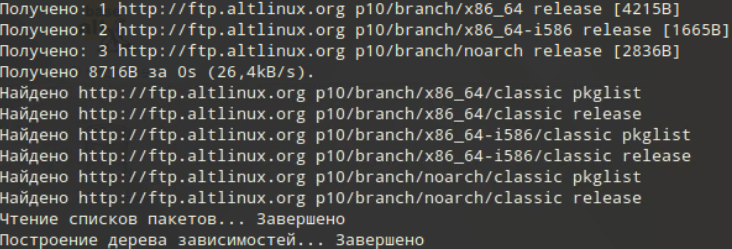 Получено: 1 http://ftp.altlinux.org p10/branch/x86_64 release [4215B]
Получено: 2 http://ftp.altlinux.org p10/branch/x86_64-i586 release [1665B]
Получено: 3 http://ftp.altlinux.org p10/branch/noarch release [2836B]
Получено 8716B за 0s (26,4kB/s).
Найдено http://ftp.altlinux.org p10/branch/x86_64/classic pkglist
Найдено http://ftp.altlinux.org p10/branch/x86_64/classic release
Найдено http://ftp.altlinux.org p10/branch/x86_64-i586/classic pkglist
Найдено http://ftp.altlinux.org p10/branch/x86_64-i586/classic release
Найдено http://ftp.altlinux.org p10/branch/noarch/classic pkglist
Найдено http://ftp.altlinux.org p10/branch/noarch/classic release
Чтение списков пакетов... Завершено
Построение дерева зависимостей... Завершено